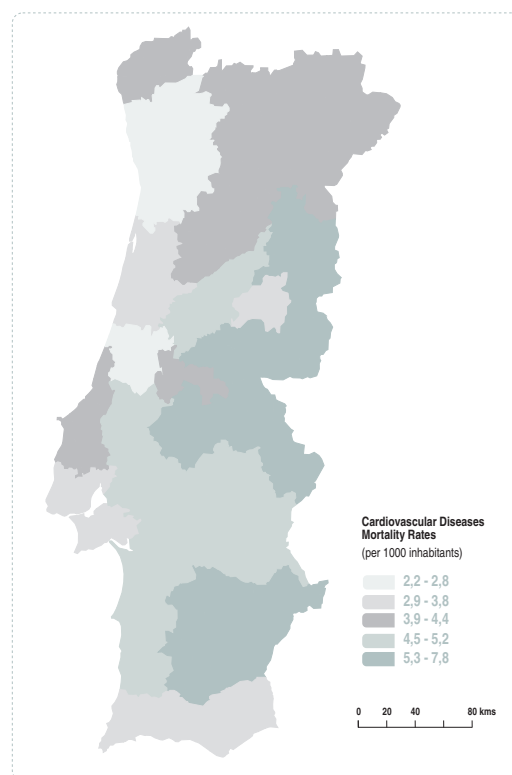 Cardiovascular Diseases
Mortality Rates
(per 1000 inhabitants)
2,2 - 2,8
2,9 - 3,8
3,9 - 4,4
4,5 - 5,2
5,3 - 7,8
0 20 40 80 kms